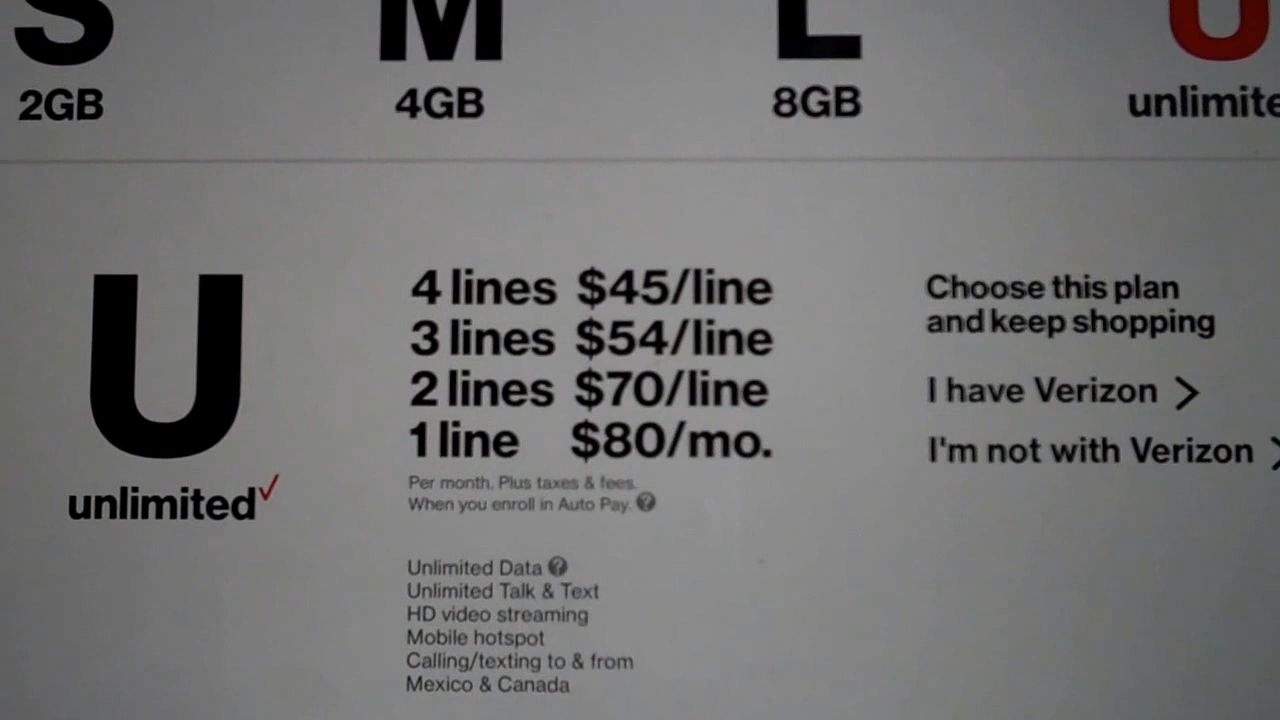 S M L U
2GB 4GB 8GB unlimite
U
unlimited
4 lines $45/line
3 lines $54/line
2 lines $70/line
1 line $80/mo.
Per month. Plus taxes & fees.
When you enroll in Auto Pay. ?
Unlimited Data ?
Unlimited Talk & Text
HD video streaming
Mobile hotspot
Calling/texting to & from
Mexico & Canada
Choose this plan
and keep shopping
I have Verizon >
I'm not with Verizon >